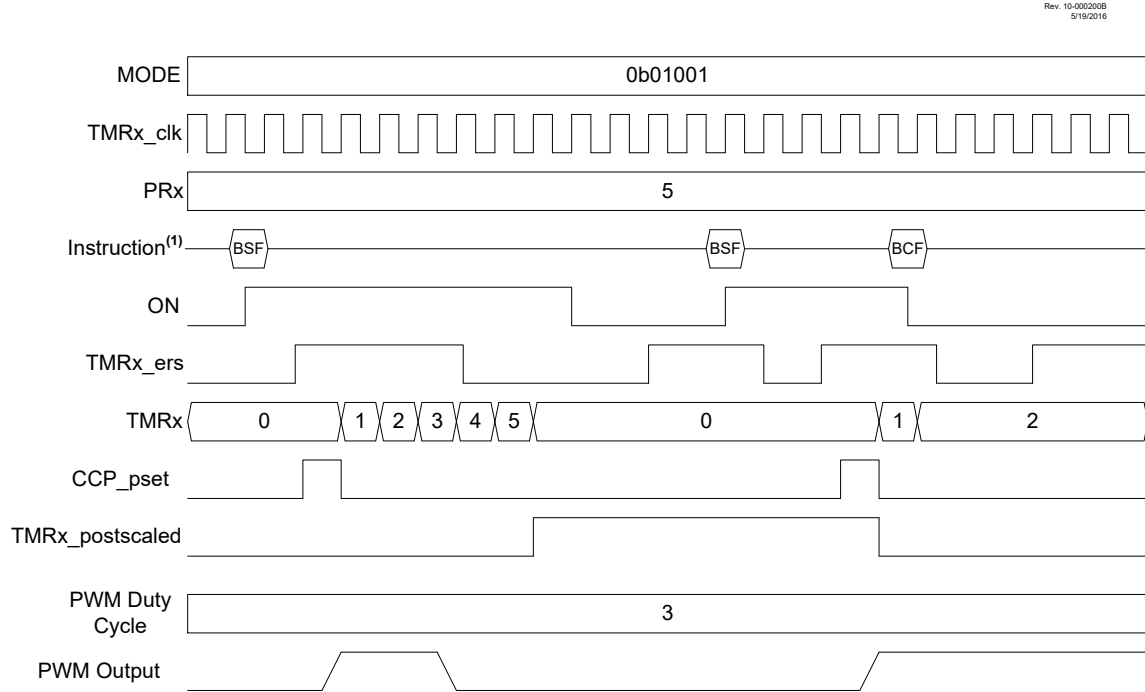 Rev. 10-000200B
5/19/2016
MODE
0b01001
TMRx_clk
PRx
5
Instruction(1)
BSF
BSF
BCF
ON
TMRx_ers
TMRx
0
1
2
3
4
5
0
1
2
CCP_pset
TMRx_postscaled
PWM Duty
Cycle
3
PWM Output